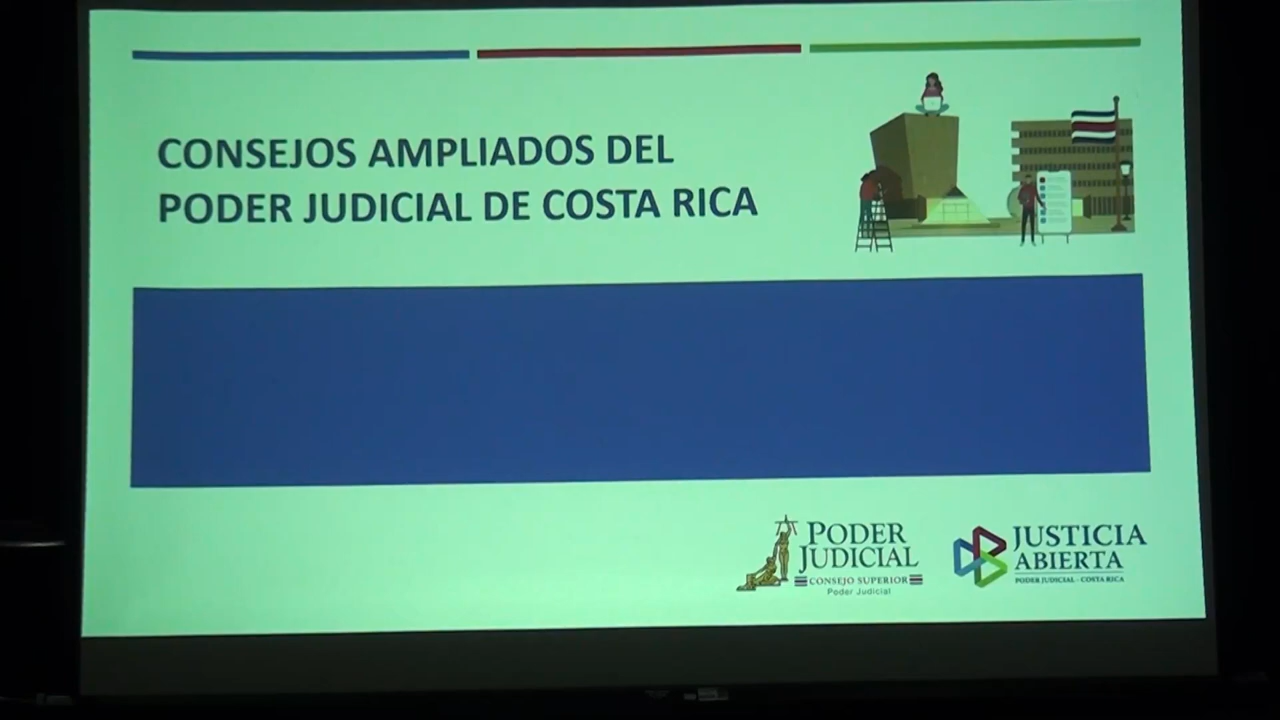 CONSEJOS AMPLIADOS DEL
PODER JUDICIAL DE COSTA RICA
PODER
JUDICIAL
CONSEJO SUPERIOR
Poder Judicial
JUSTICIA
ABIERTA
PODER JUDICIAL - COSTA RICA